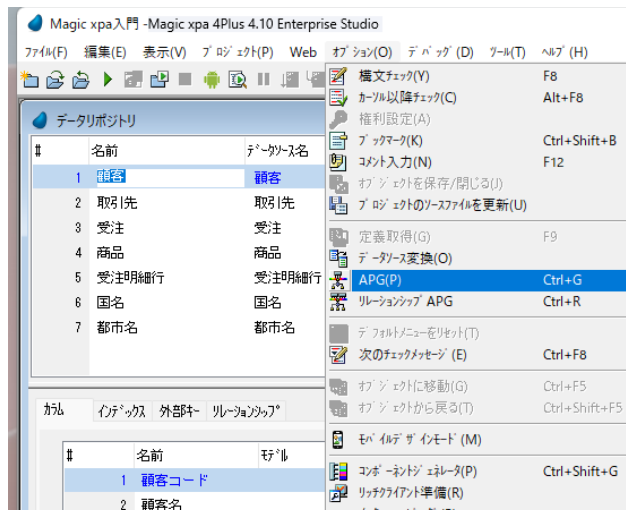 Magic xpa入門 -Magic xpa 4Plus 4.10 Enterprise Studio
ﾌｧｲﾙ(F) 編集(E) 表示(V) ﾌﾟﾛｼﾞｪｸﾄ(P) Web ｵﾌﾟｼｮﾝ(O) ﾃﾞﾊﾞｯｸﾞ(D) ﾂｰﾙ(T) ﾍﾙﾌﾟ(H)
データリポジトリ
# 名前 ﾃﾞｰﾀｿｰｽ名
1 顧客 顧客
2 取引先 取引先
3 受注 受注
4 商品 商品
5 受注明細行 受注明細行
6 国名 国名
7 都市名 都市名
ｶﾗﾑ ｲﾝﾃﾞｯｸｽ 外部ｷｰ ﾘﾚｰｼｮﾝｼｯﾌﾟ
# 名前 ﾓﾃﾞﾙ
1 顧客コード
2 顧客名
構文ﾁｪｯｸ(Y) F8
ｶｰｿﾙ以降ﾁｪｯｸ(C) Alt+F8
権利設定(A)
ﾌﾞｯｸﾏｰｸ(K) Ctrl+Shift+B
ｺﾒﾝﾄ入力(N) F12
ｵﾌﾞｼﾞｪｸﾄを保存/閉じる(J)
ﾌﾟﾛｼﾞｪｸﾄのｿｰｽﾌｧｲﾙを更新(U)
定義取得(G) F9
ﾃﾞｰﾀｿｰｽ変換(O)
APG(P) Ctrl+G
ﾘﾚｰｼｮﾝｼｯﾌﾟAPG Ctrl+R
ﾃﾞﾌｫﾙﾄﾒﾆｭｰをﾘｾｯﾄ(T)
次のﾁｪｯｸﾒｯｾｰｼﾞ(E) Ctrl+F8
ｵﾌﾞｼﾞｪｸﾄに移動(G) Ctrl+F5
ｵﾌﾞｼﾞｪｸﾄから戻る(T) Ctrl+Shift+F5
ﾓﾊﾞｲﾙﾃﾞｻﾞｲﾝﾓｰﾄﾞ(M)
ｺﾝﾎﾟｰﾈﾝﾄｼﾞｪﾈﾚｰﾀ(P) Ctrl+Shift+G
ﾘｯﾁｸﾗｲｱﾝﾄ準備(R)